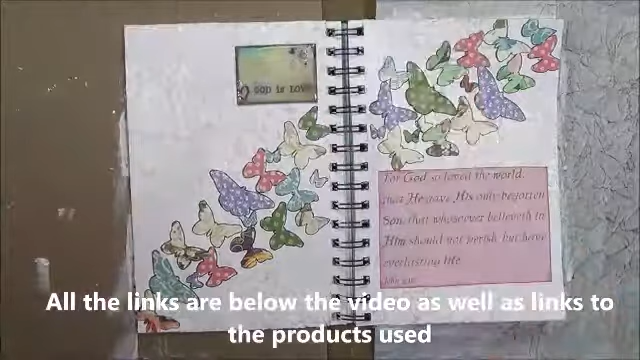 GOD is LOVE
For God so loved the world,
that He gave His only begotten
Son, that whosoever believeth in
Him should not perish, but have
everlasting life
John 3:16
All the links are below the video as well as links to
the products used